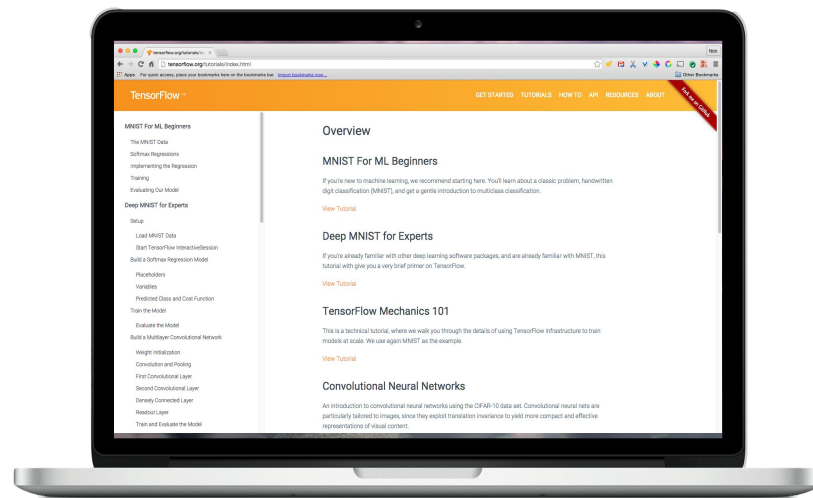 tensorflow.org/tutorials/
Nick
tensorflow.org/tutorials/index.html
Apps For quick access, place your bookmarks here on the bookmarks bar. Import bookmarks now...
Other Bookmarks
TensorFlow ™
GET STARTED TUTORIALS HOW TO API RESOURCES ABOUT
Fork me on GitHub
MNIST For ML Beginners
The MNIST Data
Softmax Regressions
Implementing the Regression
Training
Evaluating Our Model
Deep MNIST for Experts
Setup
Load MNIST Data
Start TensorFlow InteractiveSession
Build a Softmax Regression Model
Placeholders
Variables
Predicted Class and Cost Function
Train the Model
Evaluate the Model
Build a Multilayer Convolutional Network
Weight Initialization
Convolution and Pooling
First Convolutional Layer
Second Convolutional Layer
Densely Connected Layer
Readout Layer
Train and Evaluate the Model
Overview
MNIST For ML Beginners
If you're new to machine learning, we recommend starting here. You'll learn about a classic problem, handwritten
digit classification (MNIST), and get a gentle introduction to multiclass classification.
View Tutorial
Deep MNIST for Experts
If you're already familiar with other deep learning software packages, and are already familiar with MNIST, this
tutorial with give you a very brief primer on TensorFlow.
View Tutorial
TensorFlow Mechanics 101
This is a technical tutorial, where we walk you through the details of using TensorFlow infrastructure to train
models at scale. We use again MNIST as the example.
View Tutorial
Convolutional Neural Networks
An introduction to convolutional neural networks using the CIFAR-10 data set. Convolutional neural nets are
particularly tailored to images, since they exploit translation invariance to yield more compact and effective
representations of visual content.